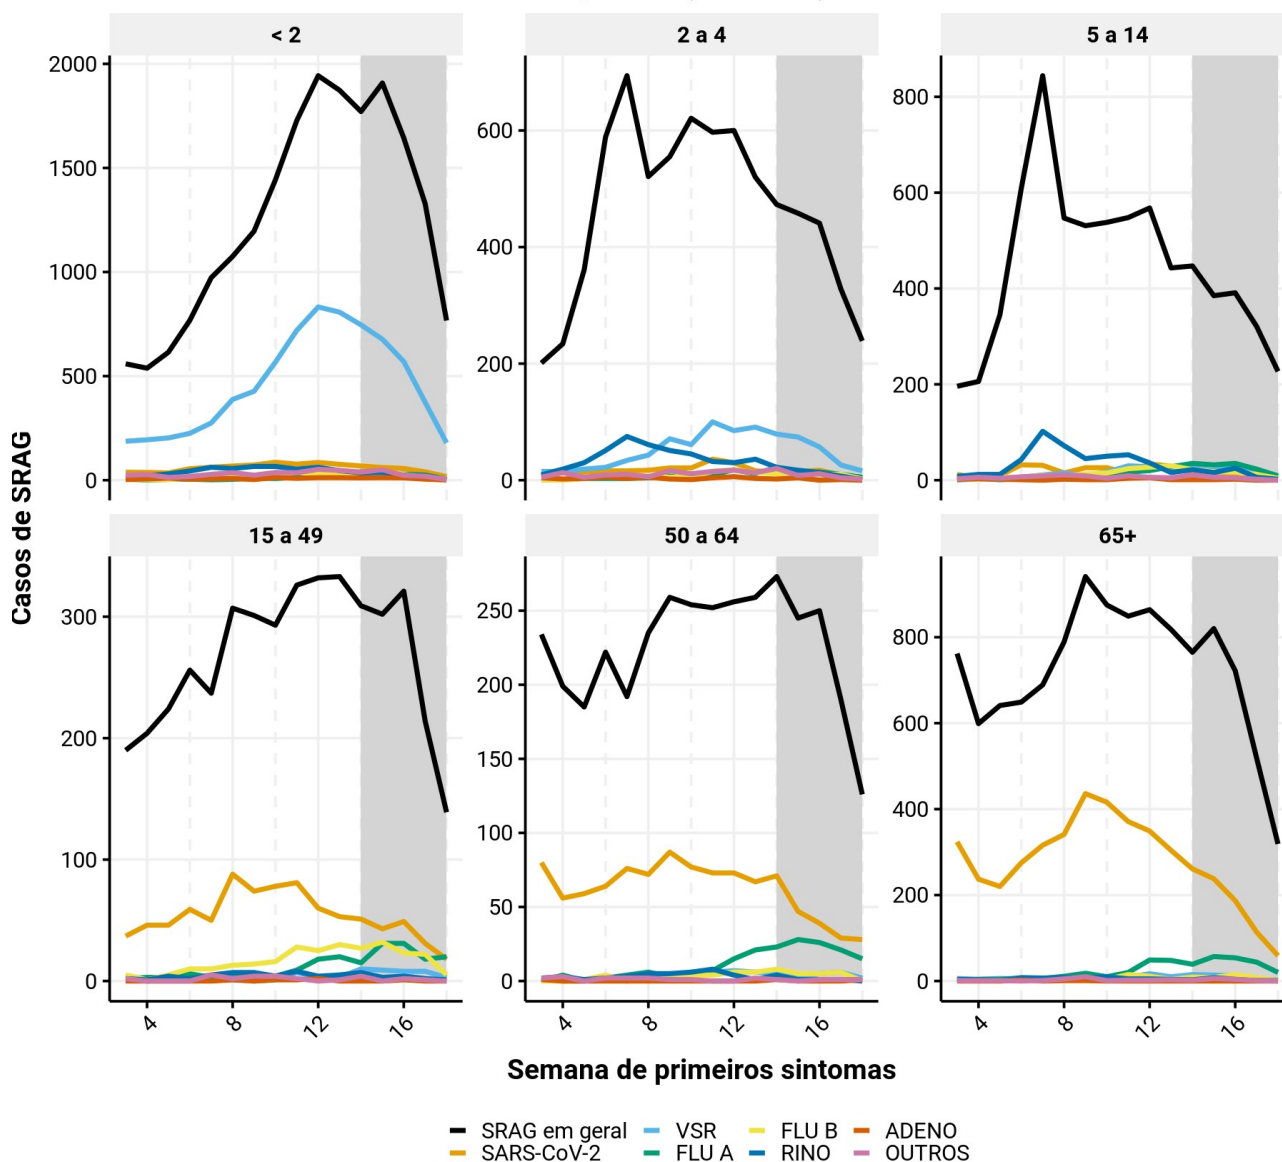 < 2
2 a 4
5 a 14
2000
1500
1000
500
0
600
400
200
0
800
600
400
200
0
Casos de SRAG
15 a 49
50 a 64
65+
300
200
100
0
250
200
150
100
50
0
800
600
400
200
0
4 8 12 16
4 8 12 16
4 8 12 16
Semana de primeiros sintomas
SRAG em geral VSR FLU B ADENO
SARS-CoV-2 FLU A RINO OUTROS